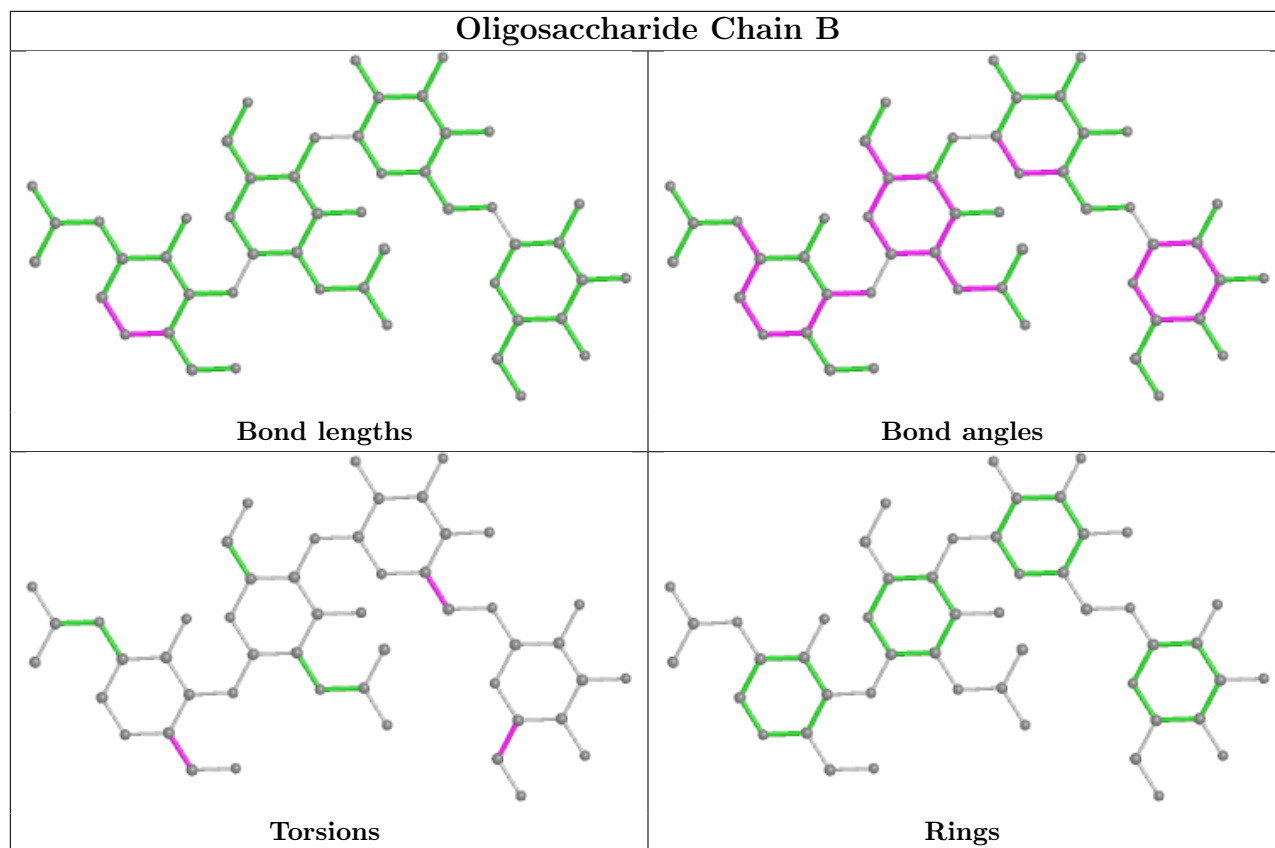 Oligosaccharide Chain B
Bond lengths
Bond angles
Torsions
Rings